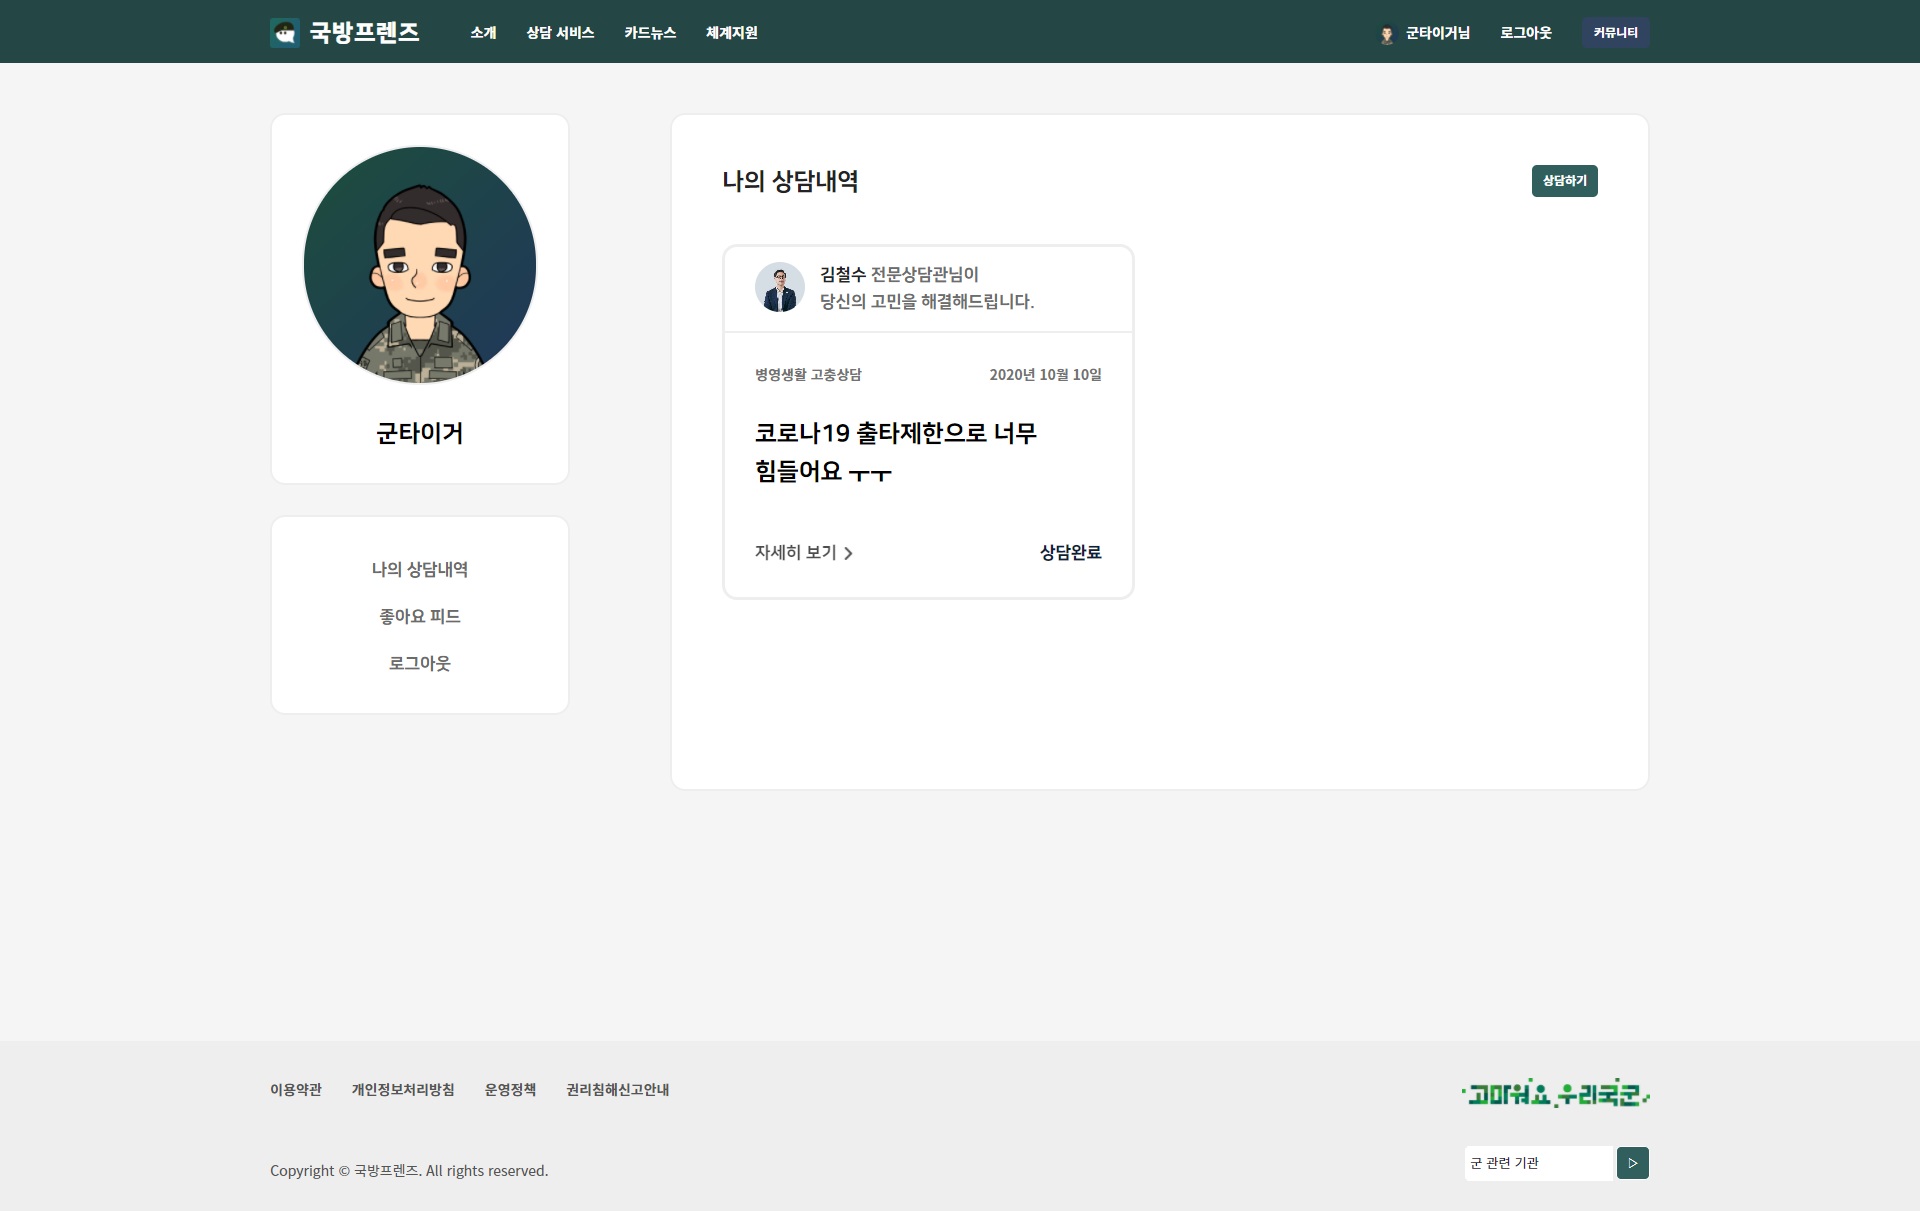 국방프렌즈
소개
상담 서비스
카드뉴스
체계지원
군타이거님
로그아웃
커뮤니티
군타이거
나의 상담내역
좋아요 피드
로그아웃
나의 상담내역
상담하기
김철수 전문상담관님이
당신의 고민을 해결해드립니다.
병영생활 고충상담
2020년 10월 10일
코로나19 출타제한으로 너무
힘들어요 ㅜㅜ
자세히 보기
상담완료
이용약관
개인정보처리방침
운영정책
권리침해신고안내
고마워요 우리국군
Copyright © 국방프렌즈. All rights reserved.
군 관련 기관